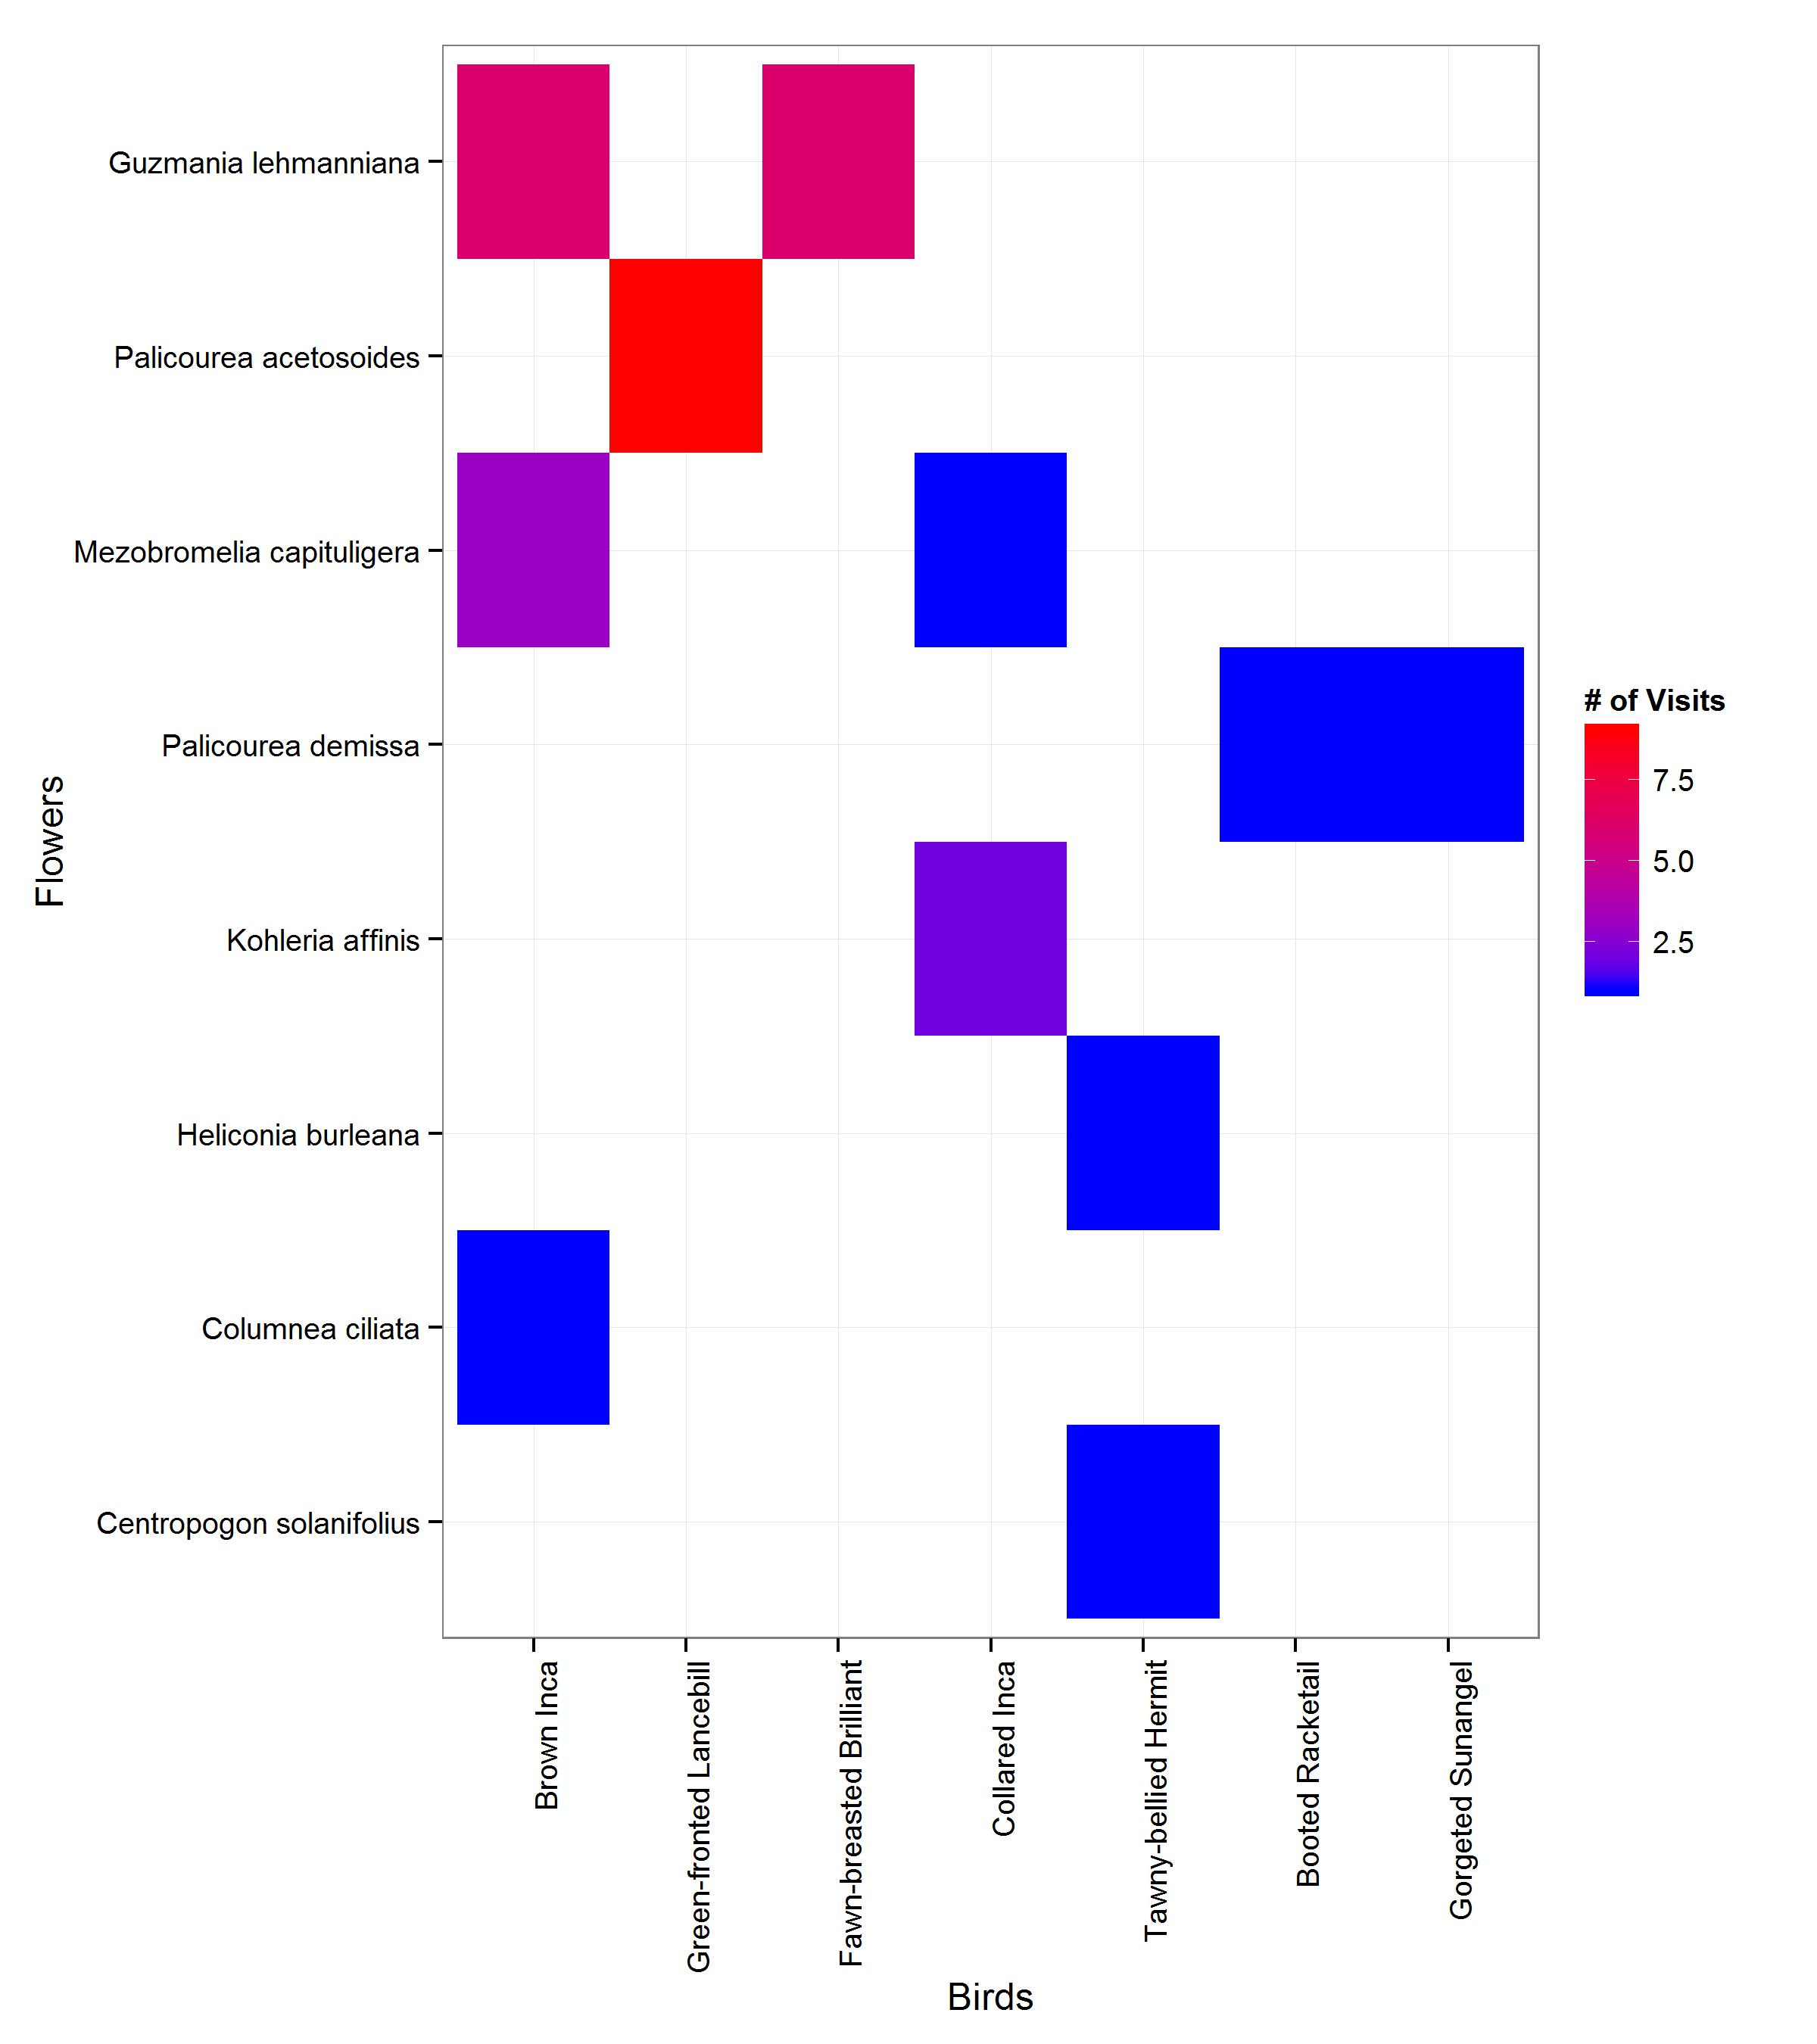 Guzmania lehmanniana
Palicourea acetosoides
Mezobromelia capituligera
Palicourea demissa
Kohleria affinis
Heliconia burleana
Columnea ciliata
Centropogon solanifolius
Flowers
Brown Inca
Green-fronted Lancebill
Fawn-breasted Brilliant
Collared Inca
Tawny-bellied Hermit
Booted Racketail
Gorgeted Sunangel
Birds
# of Visits
7.5
5.0
2.5